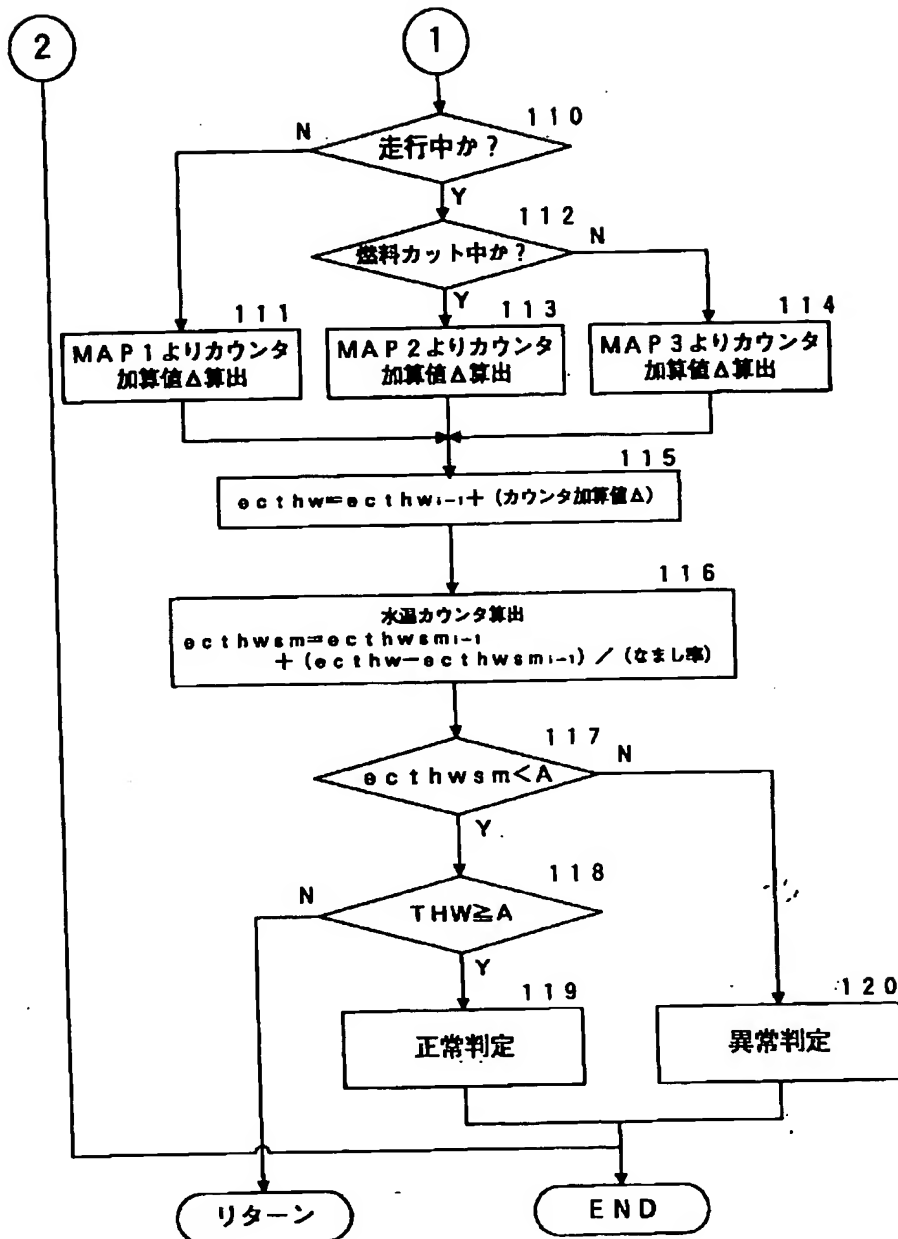 2
1
110
走行中か?
N
Y
112
燃料カット中か?
N
Y
111
MAP1よりカウンタ
加算値Δ算出
113
MAP2よりカウンタ
加算値Δ算出
114
MAP3よりカウンタ
加算値Δ算出
115
ecthw=ecthwi-1+(カウンタ加算値Δ)
116
水温カウンタ算出
ecthwsm=ecthwsmi-1
+(ecthw-ecthwsmi-1)/(なまし率)
117
ecthwsm<A
N
Y
118
THW≧A
N
Y
119
正常判定
120
異常判定
リターン
END